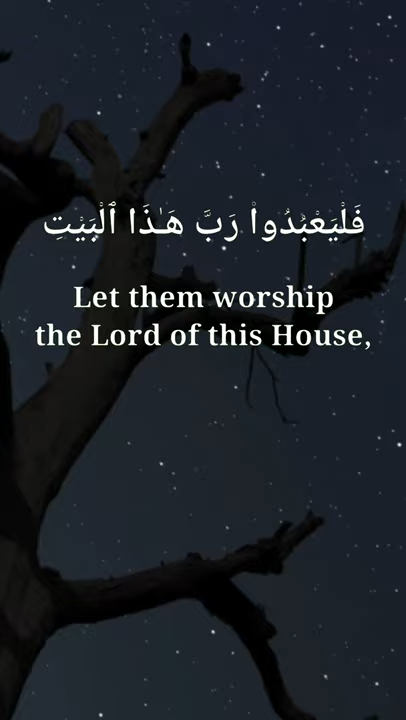 فَلْيَعْبُدُوا۟ رَبَّ هَـٰذَا ٱلْبَيْتِ
Let them worship
the Lord of this House,